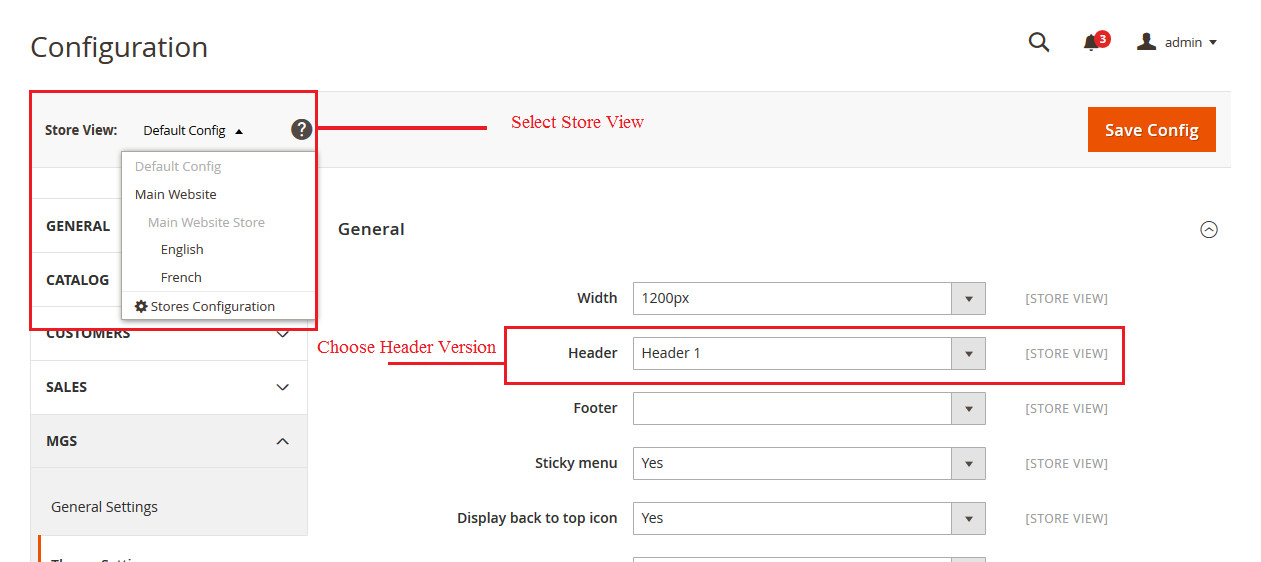 Configuration
3
admin
Store View: Default Config ?
Select Store View
Save Config
Default Config
Main Website
Main Website Store
English
French
Stores Configuration
GENERAL
CATALOG
CUSTOMERS
SALES
MGS
General Settings
General
Width 1200px [STORE VIEW]
Choose Header Version
Header Header 1 [STORE VIEW]
Footer [STORE VIEW]
Sticky menu Yes [STORE VIEW]
Display back to top icon Yes [STORE VIEW]